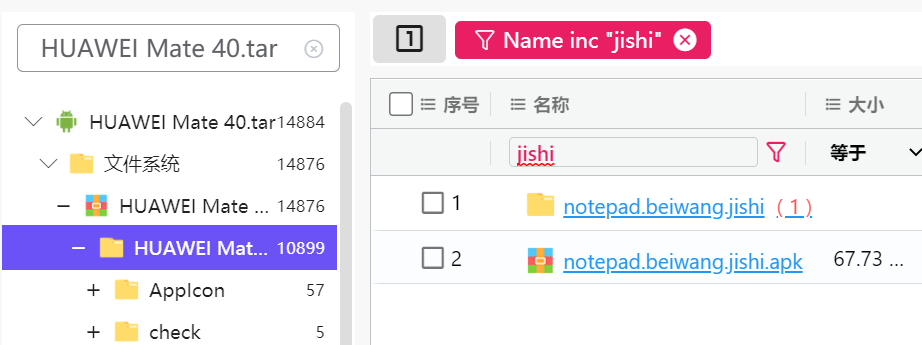 HUAWEI Mate 40.tar
HUAWEI Mate 40.tar 14884
文件系统 14876
HUAWEI Mate ... 14876
HUAWEI Mat... 10899
AppIcon 57
check 5
1 Name inc "jishi"
序号 名称 大小
jishi 等于
1 notepad.beiwang.jishi ( 1 )
2 notepad.beiwang.jishi.apk 67.73 ...